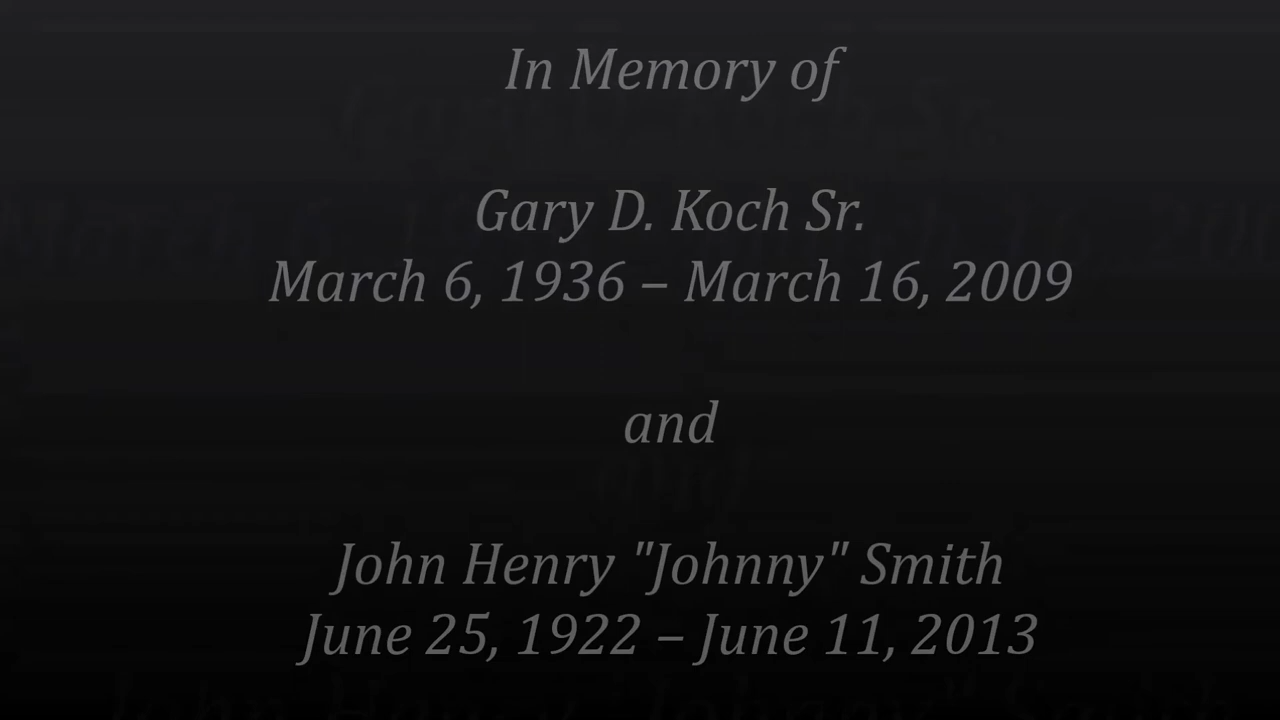 In Memory of
Gary D. Koch Sr.
March 6, 1936 – March 16, 2009
and
John Henry "Johnny" Smith
June 25, 1922 – June 11, 2013